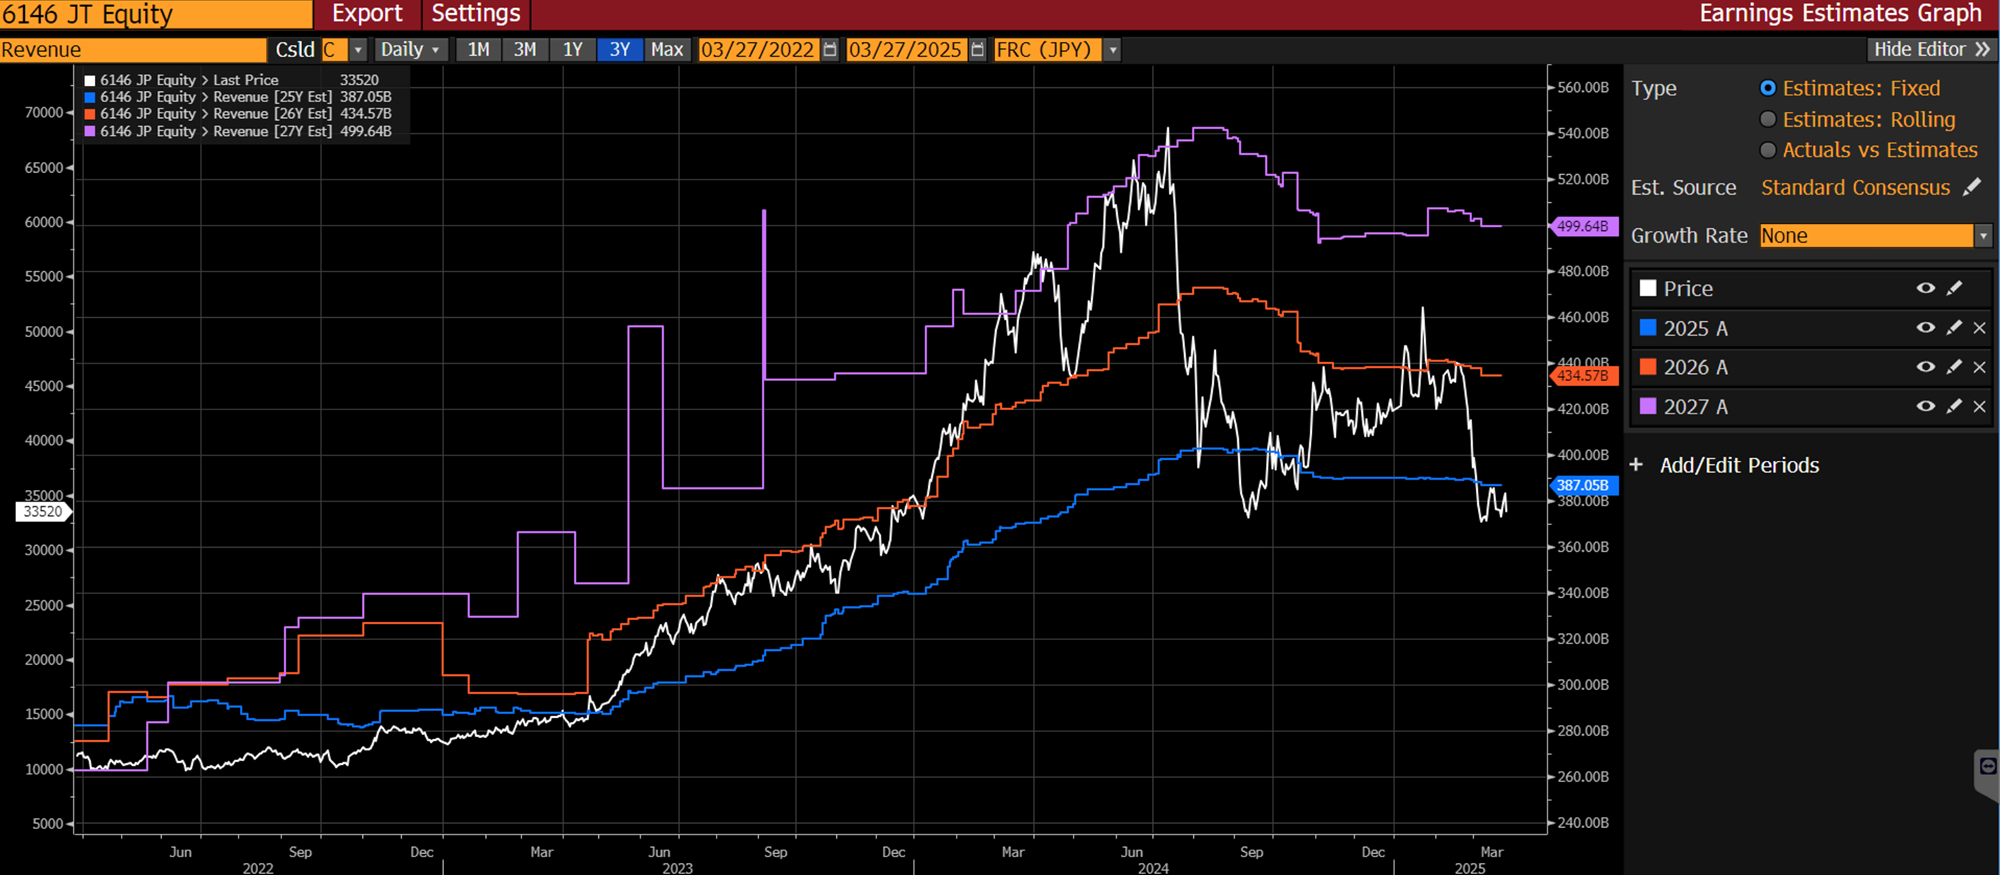 6146 JT Equity Export Settings Earnings Estimates Graph
Revenue Csld C Daily 1M 3M 1Y 3Y Max 03/27/2022 03/27/2025 FRC (JPY) Hide Editor »
6146 JP Equity > Last Price 33520
6146 JP Equity > Revenue [25Y Est] 387.05B
6146 JP Equity > Revenue [26Y Est] 434.57B
6146 JP Equity > Revenue [27Y Est] 499.64B
70000
65000
60000
55000
50000
45000
40000
35000
33520
30000
25000
20000
15000
10000
5000
560.00B
540.00B
520.00B
499.64B
480.00B
460.00B
440.00B
434.57B
420.00B
400.00B
387.05B
380.00B
360.00B
340.00B
320.00B
300.00B
280.00B
260.00B
240.00B
Jun Sep Dec Mar Jun Sep Dec Mar Jun Sep Dec Mar
2022 2023 2024 2025
Type Estimates: Fixed
Estimates: Rolling
Actuals vs Estimates
Est. Source Standard Consensus
Growth Rate None
Price
2025 A
2026 A
2027 A
+ Add/Edit Periods